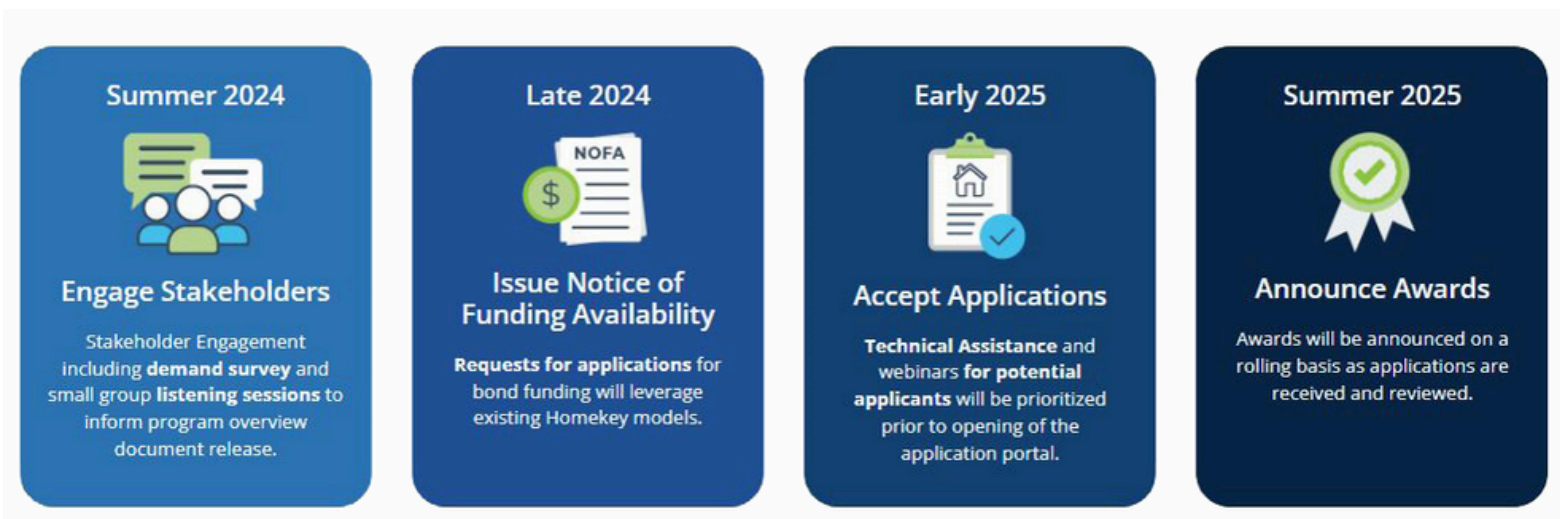 Summer 2024
Engage Stakeholders
Stakeholder Engagement
including demand survey and
small group listening sessions to
inform program overview
document release.
Late 2024
NOFA
$
Issue Notice of
Funding Availability
Requests for applications for
bond funding will leverage
existing Homekey models.
Early 2025
Accept Applications
Technical Assistance and
webinars for potential
applicants will be prioritized
prior to opening of the
application portal.
Summer 2025
Announce Awards
Awards will be announced on a
rolling basis as applications are
received and reviewed.